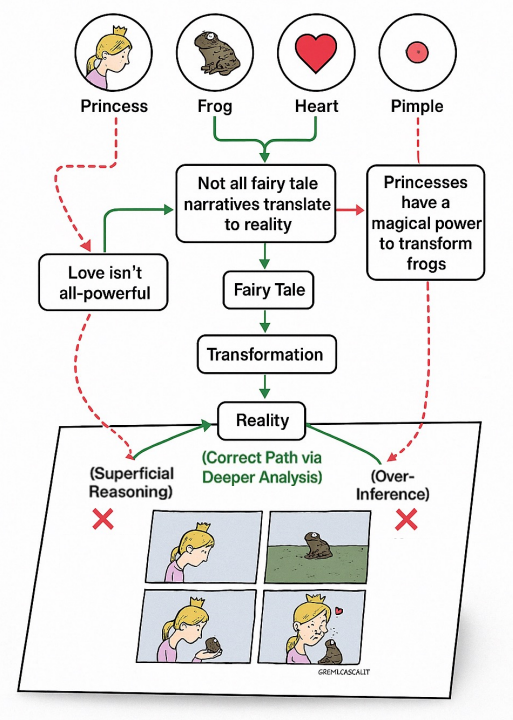 Princess
Frog
Heart
Pimple
Not all fairy tale
narratives translate
to reality
Princesses
have a
magical power
to transform
frogs
Love isn't
all-powerful
Fairy Tale
Transformation
Reality
(Correct Path via
Deeper Analysis)
(Superficial
Reasoning)
(Over-
Inference)
GREMLCASCALIT